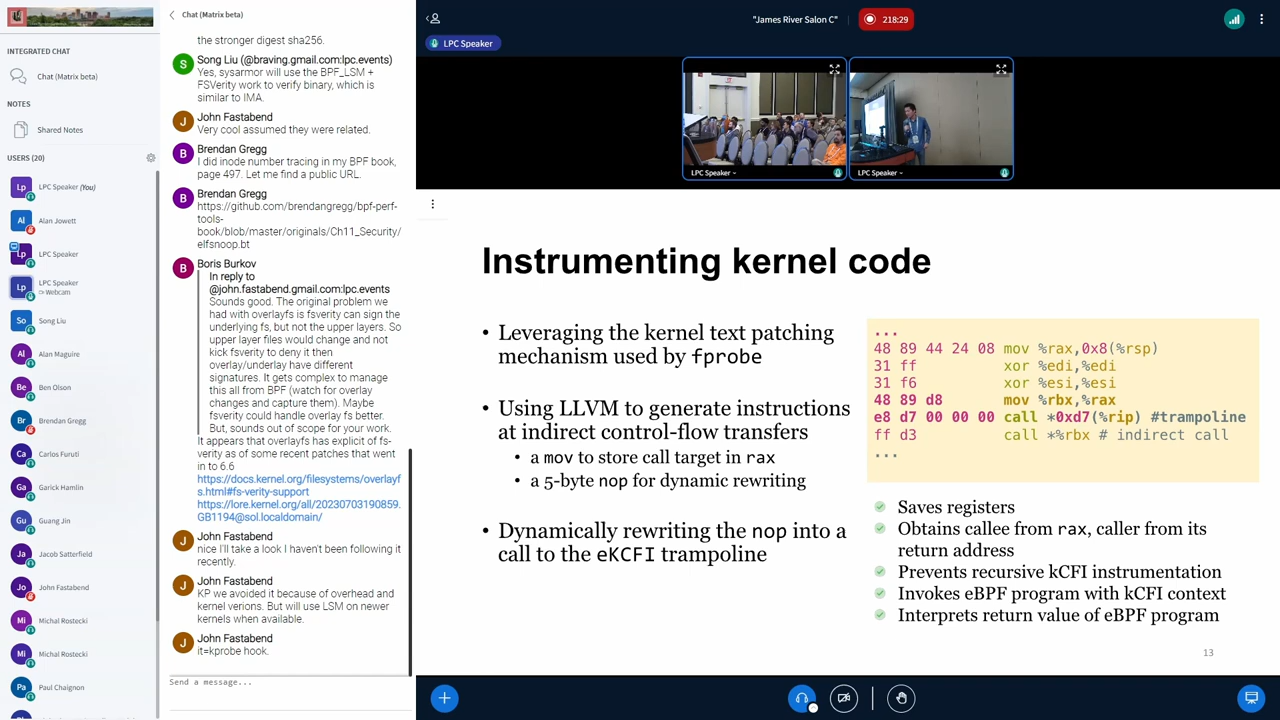 INTEGRATED CHAT
Chat (Matrix beta)
NOTES
Shared Notes
USERS (20)
Lp LPC Speaker (You)
Al Alan Jowett
Lp LPC Speaker
Lp LPC Speaker
Webcam
So Song Liu
Al Alan Maguire
Be Ben Olson
Br Brendan Gregg
Ca Carlos Furuti
Ga Garick Hamlin
Gu Guang Jin
Ja Jacob Satterfield
Jo John Fastabend
Mi Michal Rostecki
Mi Michal Rostecki
Pa Paul Chaignon
Chat (Matrix beta)
the stronger digest sha256.
S Song Liu (@braving.gmail.com:lpc.events)
Yes, sysarmor will use the BPF_LSM +
FSVerity work to verify binary, which is
similar to IMA.
J John Fastabend
Very cool assumed they were related.
B Brendan Gregg
I did inode number tracing in my BPF book,
page 497. Let me find a public URL.
B Brendan Gregg
https://github.com/brendangregg/bpf-perf-
tools-
book/blob/master/originals/Ch11_Security/
elfsnoop.bt
B Boris Burkov
In reply to
@john.fastabend.gmail.com:lpc.events
Sounds good. The original problem we
had with overlayfs is fsverity can sign the
underlying fs, but not the upper layers. So
upper layer files would change and not
kick fsverity to deny it then
overlay/underlay have different
signatures. It gets complex to manage
this all from BPF (watch for overlay
changes and capture them). Maybe
fsverity could handle overlay fs better.
But, sounds out of scope for your work.
It appears that overlayfs has explicit of fs-
verity as of some recent patches that went
in to 6.6
https://docs.kernel.org/filesystems/overlayf
s.html#fs-verity-support
https://lore.kernel.org/all/20230703190859.
GB1194@sol.localdomain/
J John Fastabend
nice I'll take a look I haven't been following it
recently.
J John Fastabend
KP we avoided it because of overhead and
kernel verions. But will use LSM on newer
kernels when available.
J John Fastabend
it=kprobe hook.
Send a message...
"James River Salon C"
218:29
LPC Speaker
LPC Speaker
LPC Speaker
Instrumenting kernel code
• Leveraging the kernel text patching
mechanism used by fprobe
• Using LLVM to generate instructions
at indirect control-flow transfers
• a mov to store call target in rax
• a 5-byte nop for dynamic rewriting
• Dynamically rewriting the nop into a
call to the eKCFI trampoline
...
48 89 44 24 08 mov %rax,0x8(%rsp)
31 ff xor %edi,%edi
31 f6 xor %esi,%esi
48 89 d8 mov %rbx,%rax
e8 d7 00 00 00 call *0xd7(%rip) #trampoline
ff d3 call *%rbx # indirect call
...
Saves registers
Obtains callee from rax, caller from its
return address
Prevents recursive kCFI instrumentation
Invokes eBPF program with kCFI context
Interprets return value of eBPF program
13